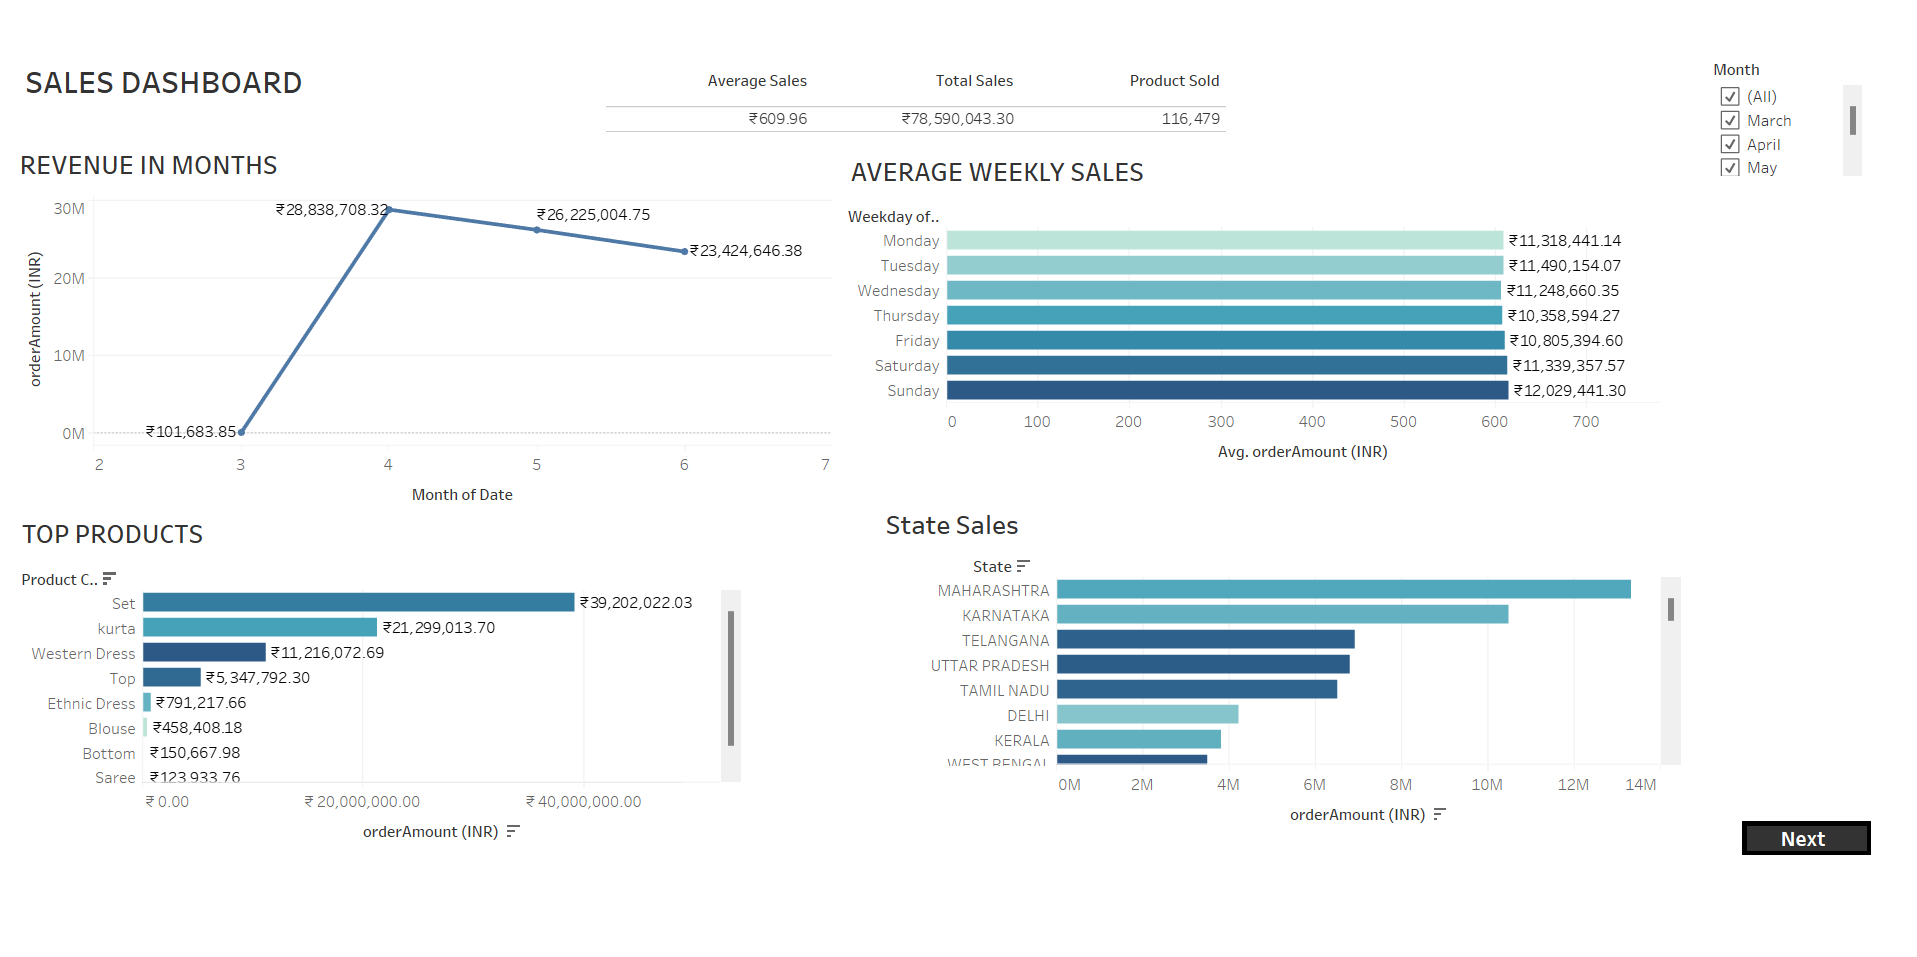 SALES DASHBOARD
Average Sales Total Sales Product Sold
₹609.96 ₹78,590,043.30 116,479
Month
(All)
March
April
May
REVENUE IN MONTHS
orderAmount (INR)
30M
20M
10M
0M
₹28,838,708.32
₹26,225,004.75
₹23,424,646.38
₹101,683.85
2 3 4 5 6 7
Month of Date
AVERAGE WEEKLY SALES
Weekday of..
Monday ₹11,318,441.14
Tuesday ₹11,490,154.07
Wednesday ₹11,248,660.35
Thursday ₹10,358,594.27
Friday ₹10,805,394.60
Saturday ₹11,339,357.57
Sunday ₹12,029,441.30
0 100 200 300 400 500 600 700
Avg. orderAmount (INR)
TOP PRODUCTS
Product C..
Set ₹39,202,022.03
kurta ₹21,299,013.70
Western Dress ₹11,216,072.69
Top ₹5,347,792.30
Ethnic Dress ₹791,217.66
Blouse ₹458,408.18
Bottom ₹150,667.98
Saree ₹123,933.76
₹ 0.00 ₹ 20,000,000.00 ₹ 40,000,000.00
orderAmount (INR)
State Sales
State
MAHARASHTRA
KARNATAKA
TELANGANA
UTTAR PRADESH
TAMIL NADU
DELHI
KERALA
WEST BENGAL
0M 2M 4M 6M 8M 10M 12M 14M
orderAmount (INR)
Next